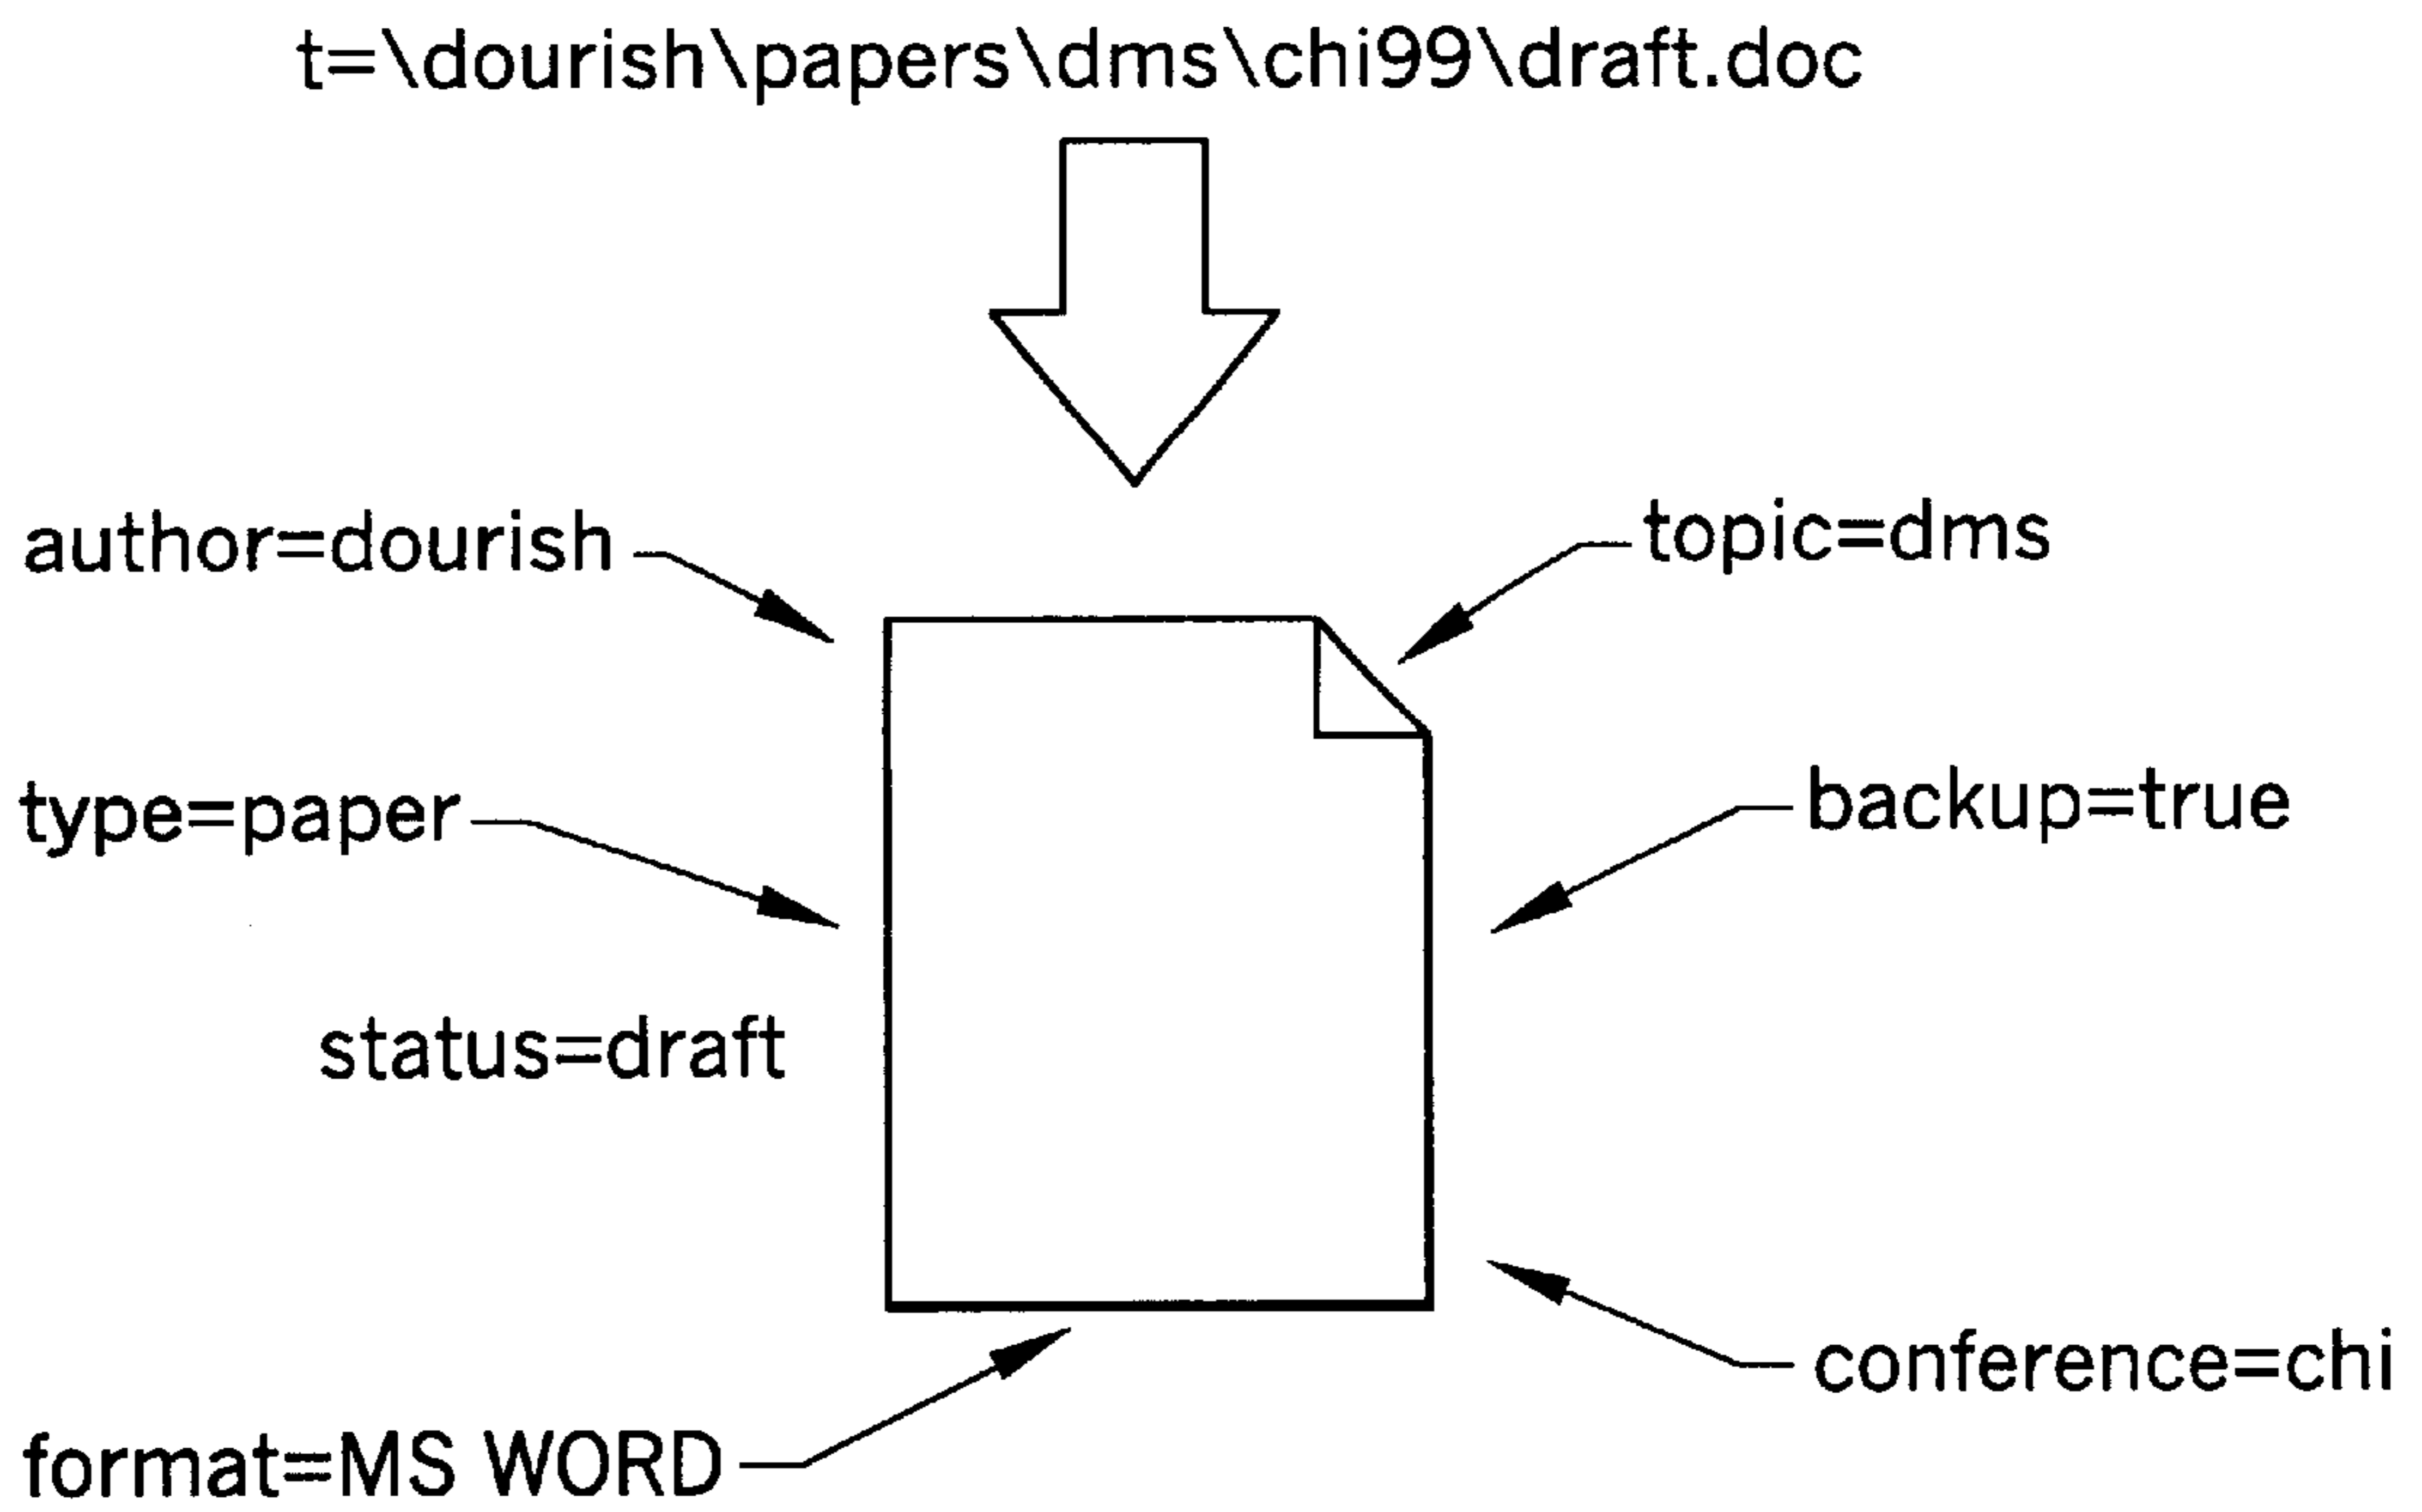 t=\dourish\papers\dms\chi99\draft.doc
author=dourish
topic=dms
type=paper
backup=true
status=draft
conference=chi
format=MS WORD